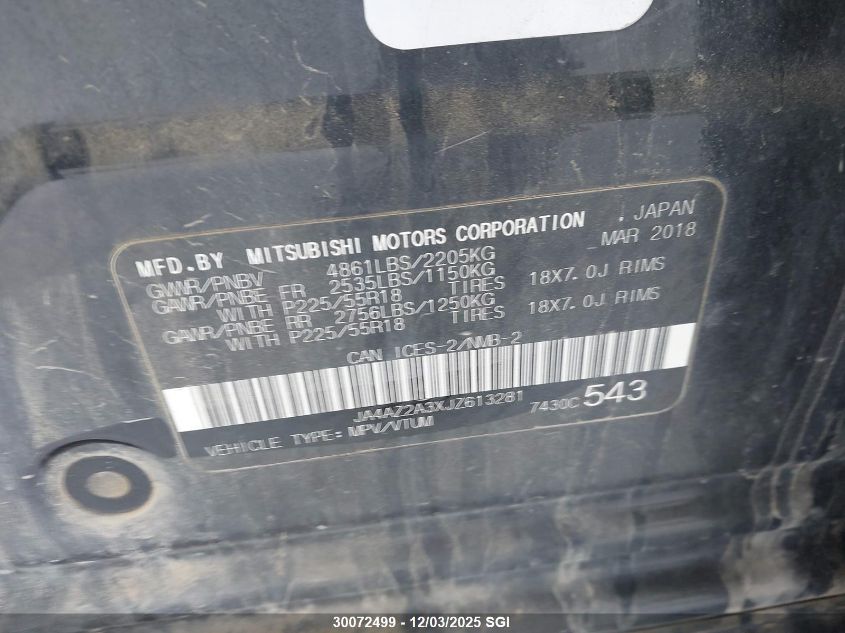 MFD.BY MITSUBISHI MOTORS CORPORATION . JAPAN
GVWR/PNBV 4861LBS/2205KG MAR 2018
GAWR/PNBE FR 2535LBS/1150KG
WITH P225/55R18 TIRES 18X7.0J RIMS
GAWR/PNBE RR 2756LBS/1250KG
WITH P225/55R18 TIRES 18X7.0J RIMS
CAN ICES-2/NMB-2
JA4AZ2A3XJZ613281
VEHICLE TYPE: MPV/VTUM 7430C 543
30072499 - 12/03/2025 SGI